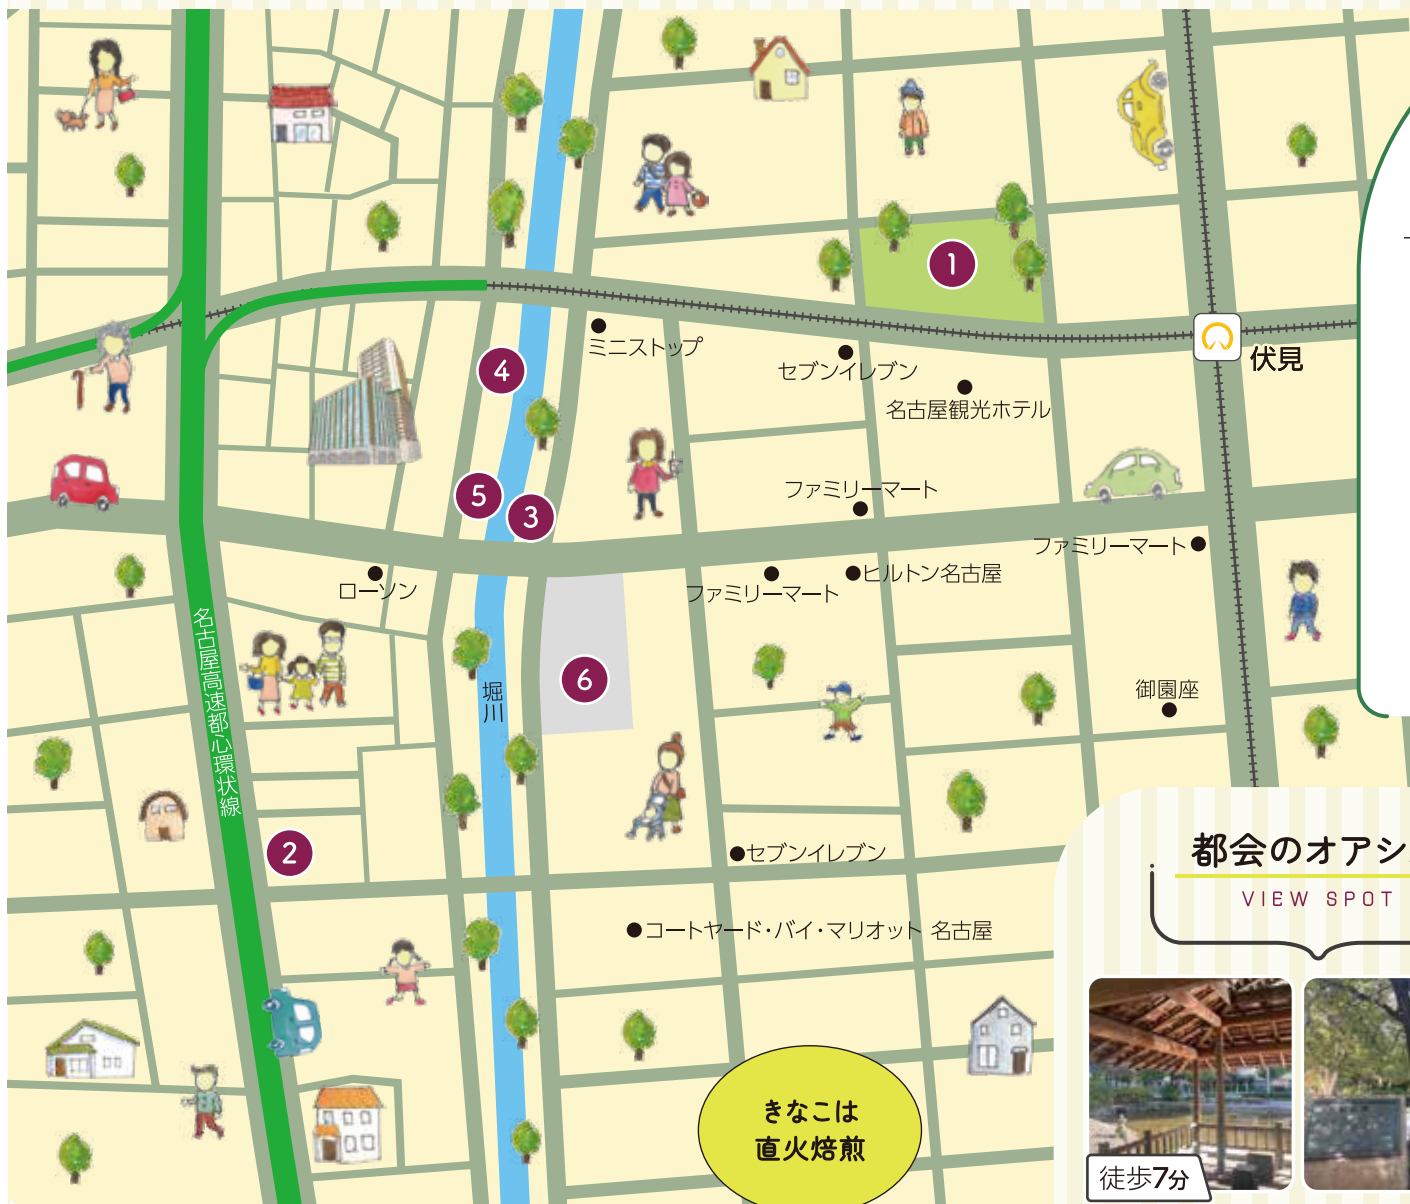 1
ミニストップ
セブンイレブン
伏見
4
名古屋観光ホテル
5
3
ファミリーマート
ファミリーマート
ローソン
ファミリーマート
ヒルトン名古屋
名古屋高速都心環状線
堀川
6
御園座
2
セブンイレブン
コートヤード・バイ・マリオット 名古屋
都会のオアシ
VIEW SPOT
きなこは
直火焙煎
徒歩7分